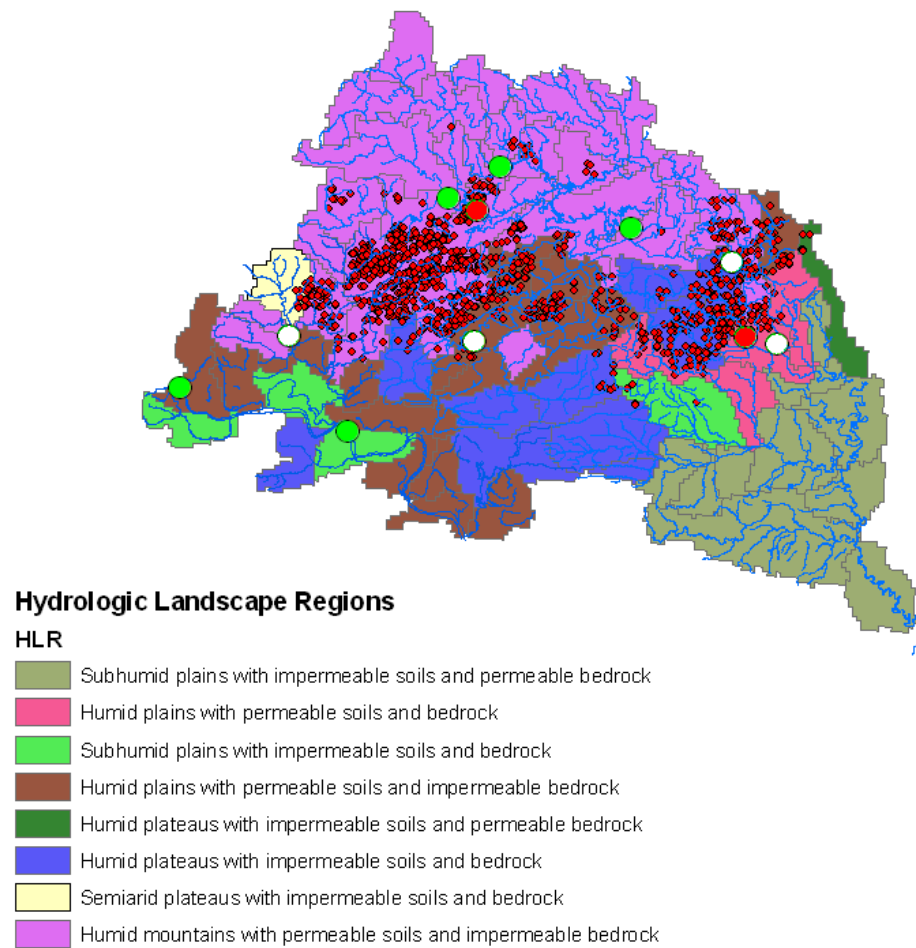 Hydrologic Landscape Regions
HLR
Subhumid plains with impermeable soils and permeable bedrock
Humid plains with permeable soils and bedrock
Subhumid plains with impermeable soils and bedrock
Humid plains with permeable soils and impermeable bedrock
Humid plateaus with impermeable soils and permeable bedrock
Humid plateaus with impermeable soils and bedrock
Semiarid plateaus with impermeable soils and bedrock
Humid mountains with permeable soils and impermeable bedrock